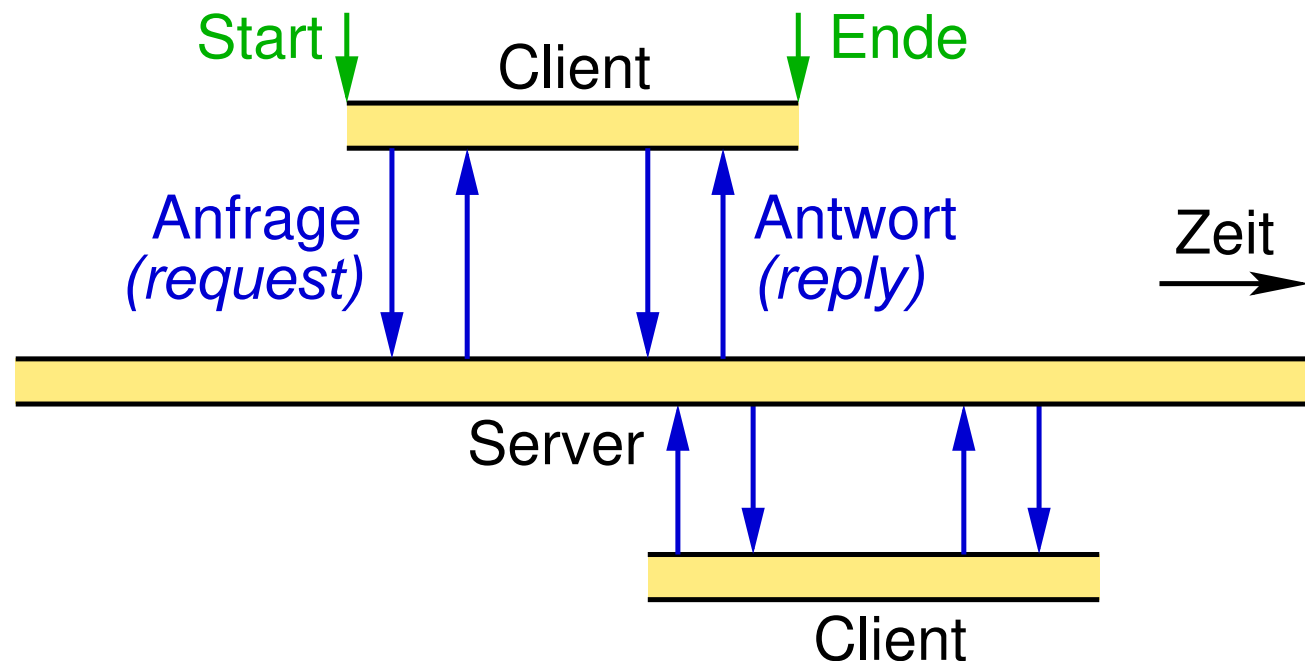 Start
Ende
Client
Anfrage
(request)
Antwort
(reply)
Zeit
Server
Client